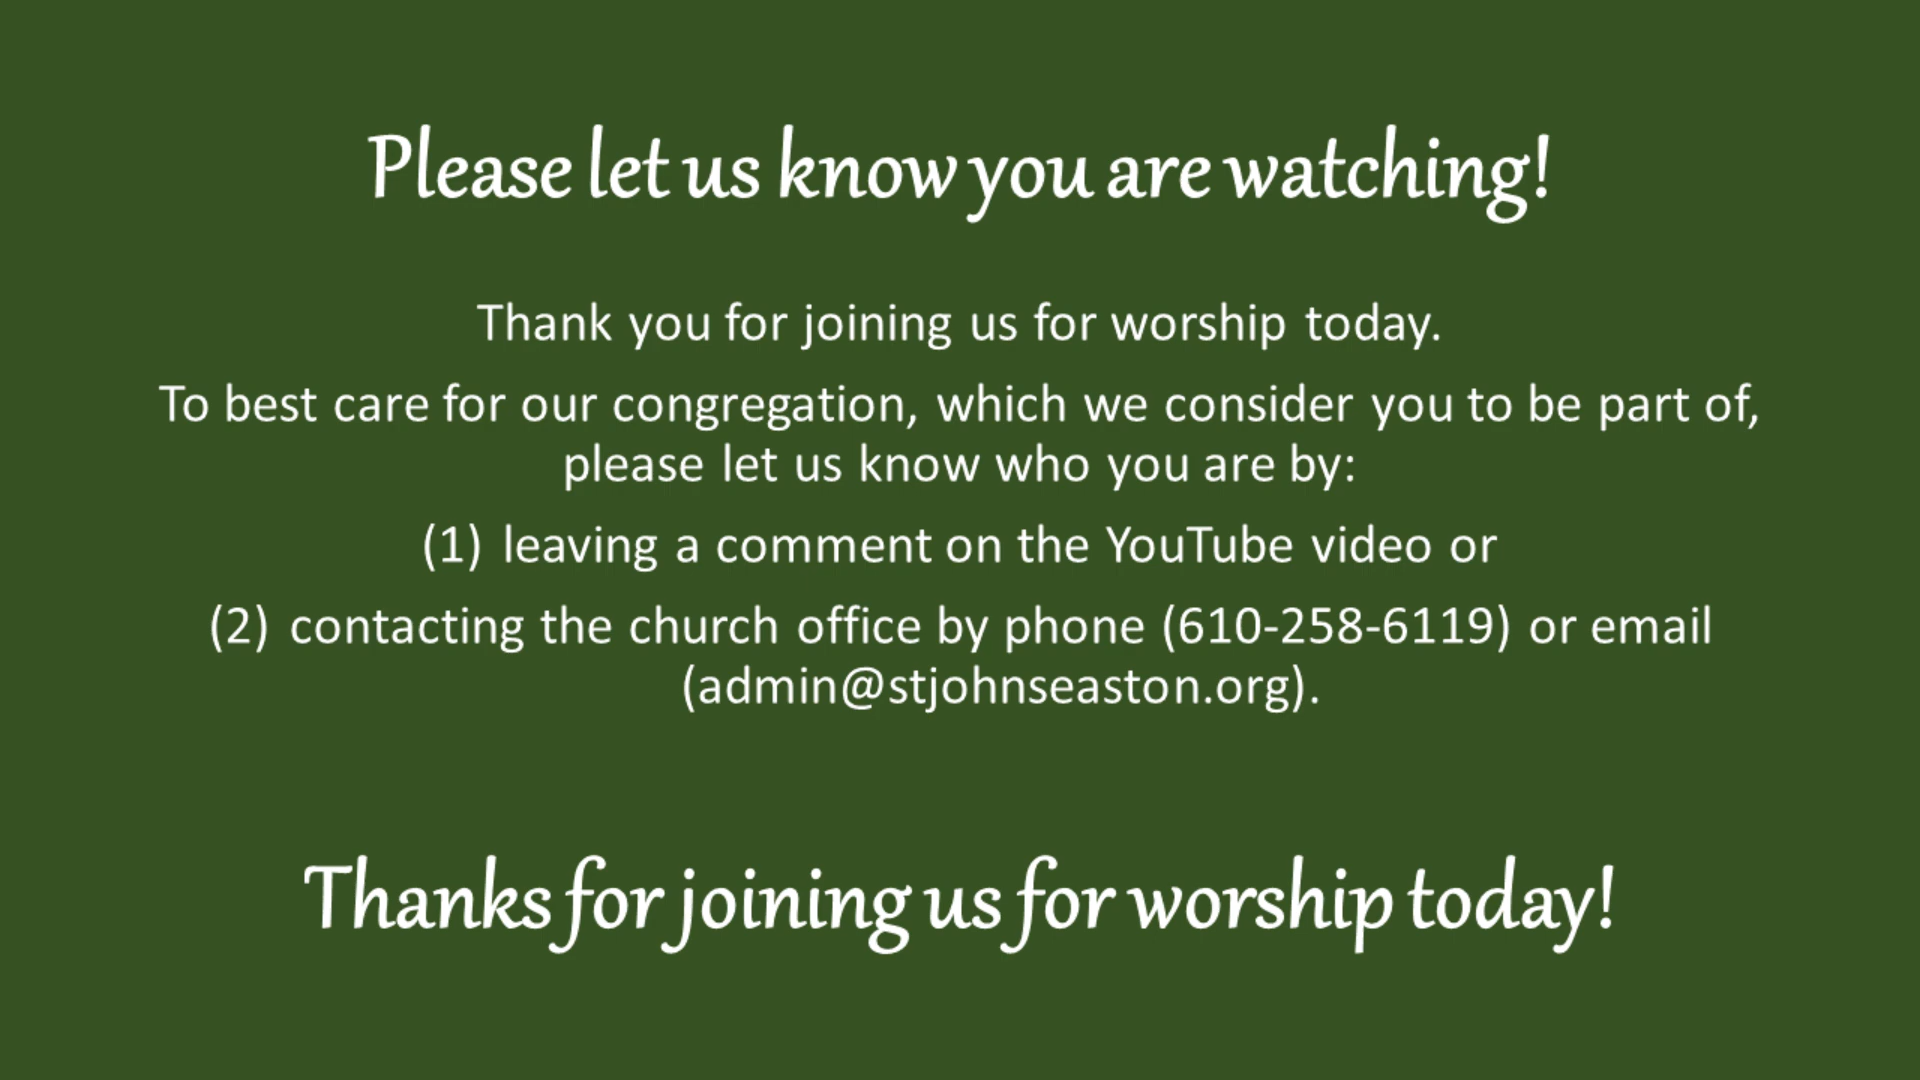 Please let us know you are watching!
Thank you for joining us for worship today.
To best care for our congregation, which we consider you to be part of,
please let us know who you are by:
(1) leaving a comment on the YouTube video or
(2) contacting the church office by phone (610-258-6119) or email
(admin@stjohnseaston.org).
Thanks for joining us for worship today!